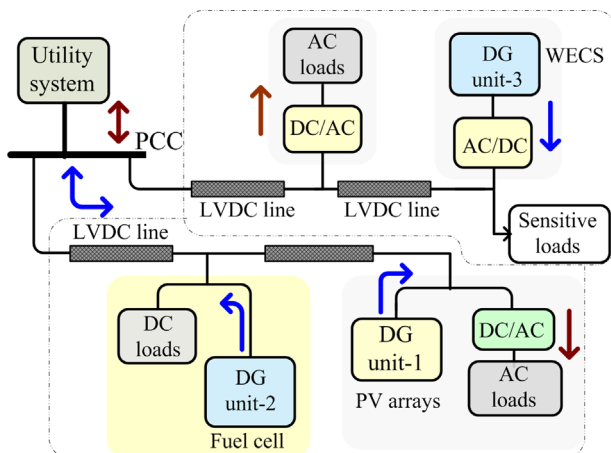 Utility
system
PCC
AC
loads
DC/AC
DG
unit-3
WECS
AC/DC
LVDC line
LVDC line
Sensitive
loads
LVDC line
DC
loads
DG
unit-2
Fuel cell
DG
unit-1
PV arrays
DC/AC
AC
loads